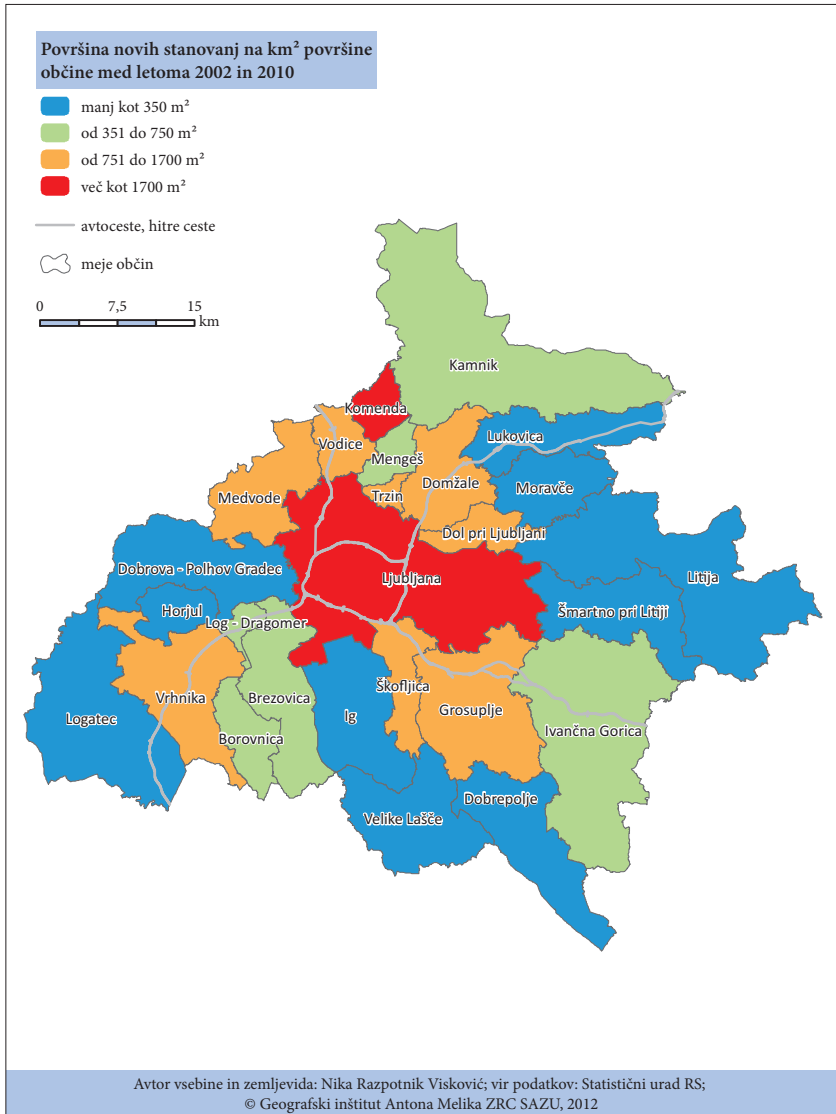 Površina novih stanovanj na km² površine
občine med letoma 2002 in 2010
manj kot 350 m²
od 351 do 750 m²
od 751 do 1700 m²
več kot 1700 m²
avtoceste, hitre ceste
meje občin
0 7,5 15
km
Kamnik
Komenda
Lukovica
Vodice
Mengeš
Domžale
Moravče
Medvode
Trzin
Dol pri Ljubljani
Dobrova - Polhov Gradec
Ljubljana
Litija
Horjul
Šmartno pri Litiji
Log - Dragomer
Škofljica
Vrhnika
Brezovica
Logatec
Ig
Grosuplje
Ivančna Gorica
Borovnica
Dobrepolje
Velike Lašče
Avtor vsebine in zemljevida: Nika Razpotnik Visković; vir podatkov: Statistični urad RS;
© Geografski inštitut Antona Melika ZRC SAZU, 2012